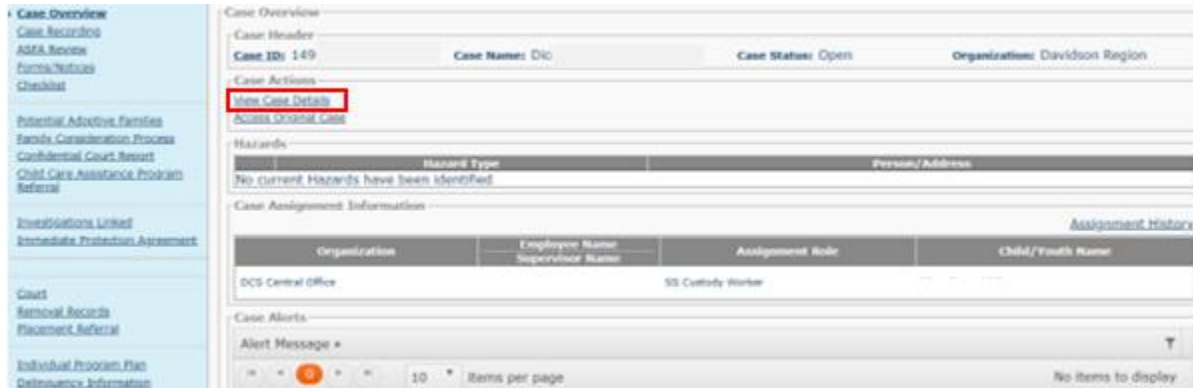 Case Overview
Case Recording
ASFA Review
Forms/Notices
Checklist
Potential Adoptive Families
Family Consideration Process
Confidential Court Report
Child Care Assistance Program
Referral
Investigations Linked
Immediate Protection Agreement
Court
Removal Records
Placement Referral
Individual Program Plan
Delinquency Information
Case Overview
Case Header
Case ID: 149 Case Name: Dio Case Status: Open Organization: Davidson Region
Case Actions
View Case Details
Access Original Case
Hazards
Hazard Type Person/Address
No current Hazards have been identified
Case Assignment Information
Assignment History
Organization Employee Name Assignment Role Child/Youth Name
Supervisor Name
DCS Central Office SS Custody Worker
Case Alerts
Alert Message
0 10 Items per page No items to display